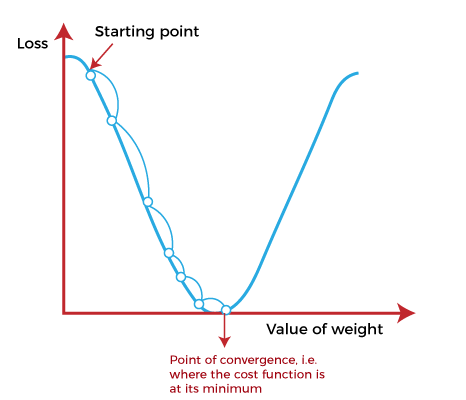 Starting point
Loss
Value of weight
Point of convergence, i.e.
where the cost function is
at its minimum